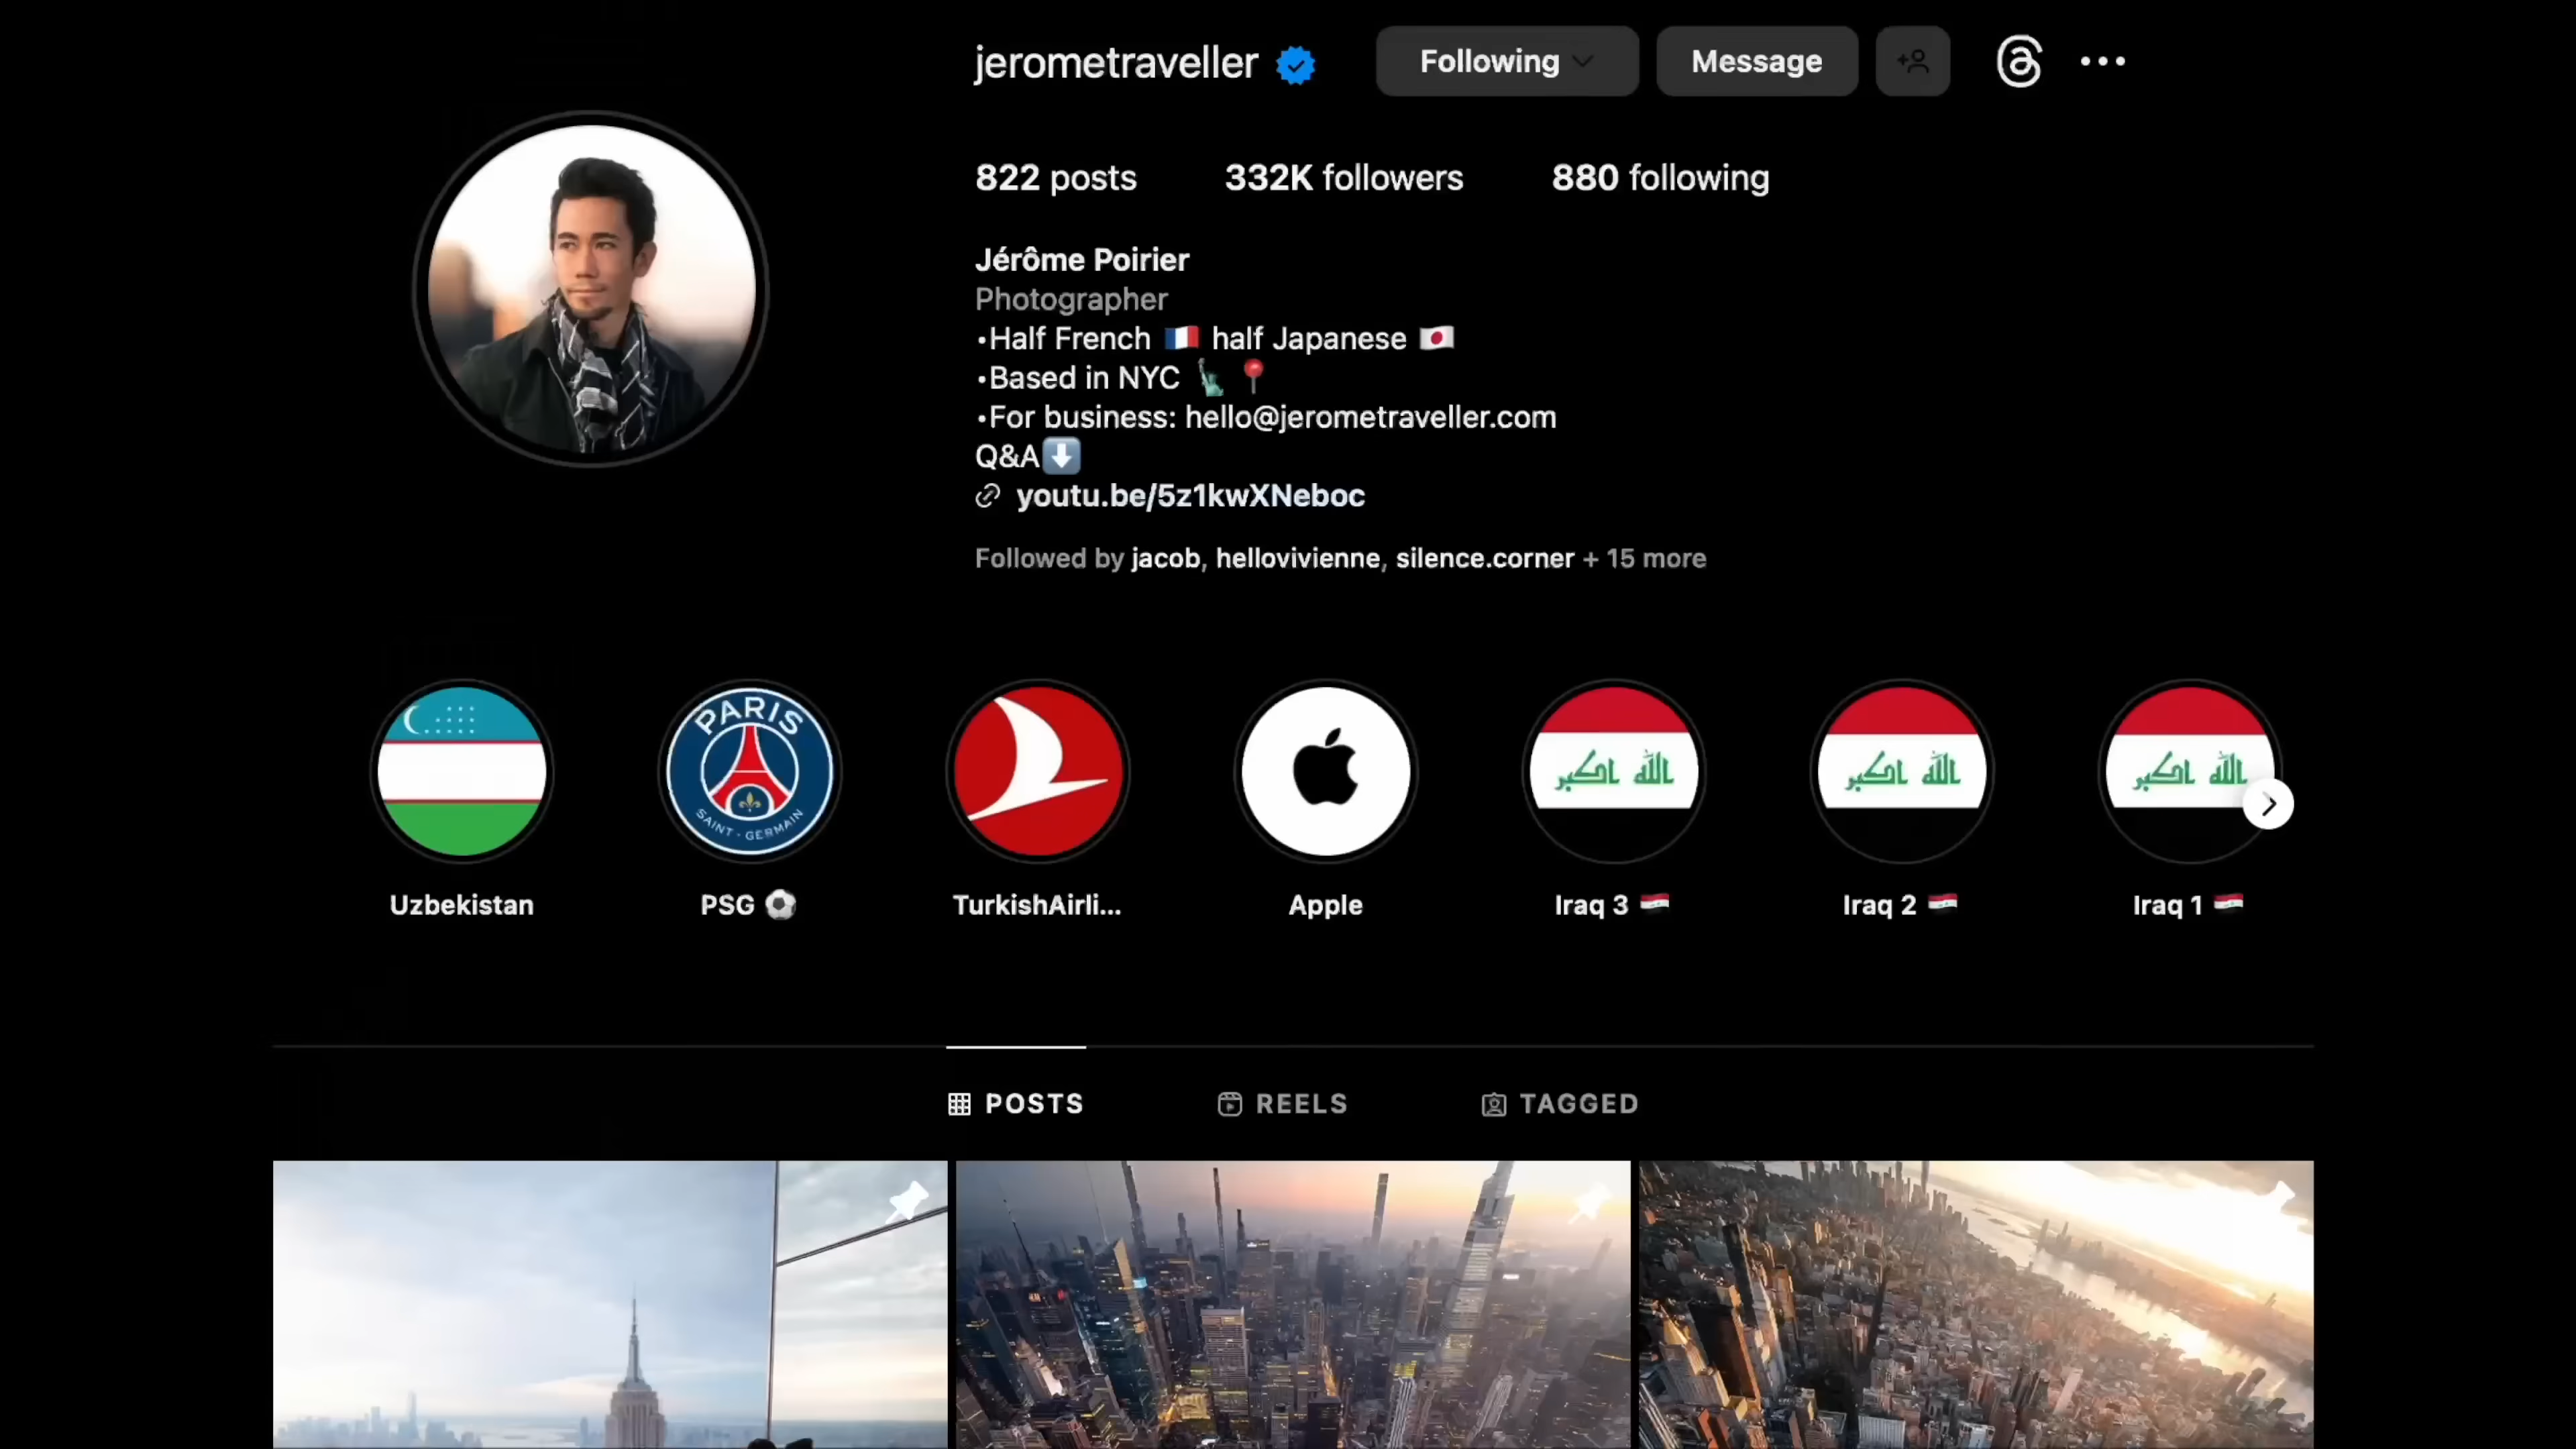 jerometraveller
Following
Message
822 posts 332K followers 880 following
Jérôme Poirier
Photographer
•Half French 🇫🇷 half Japanese 🇯🇵
•Based in NYC 🗽📍
•For business: hello@jerometraveller.com
Q&A⬇️
youtu.be/5z1kwXNeboc
Followed by jacob, hellovivienne, silence.corner + 15 more
PARIS
SAINT-GERMAIN
الله اكبر
الله اكبر
الله اكبر
Uzbekistan
PSG ⚽
TurkishAirli...
Apple
Iraq 3 🇮🇶
Iraq 2 🇮🇶
Iraq 1 🇮🇶
POSTS
REELS
TAGGED